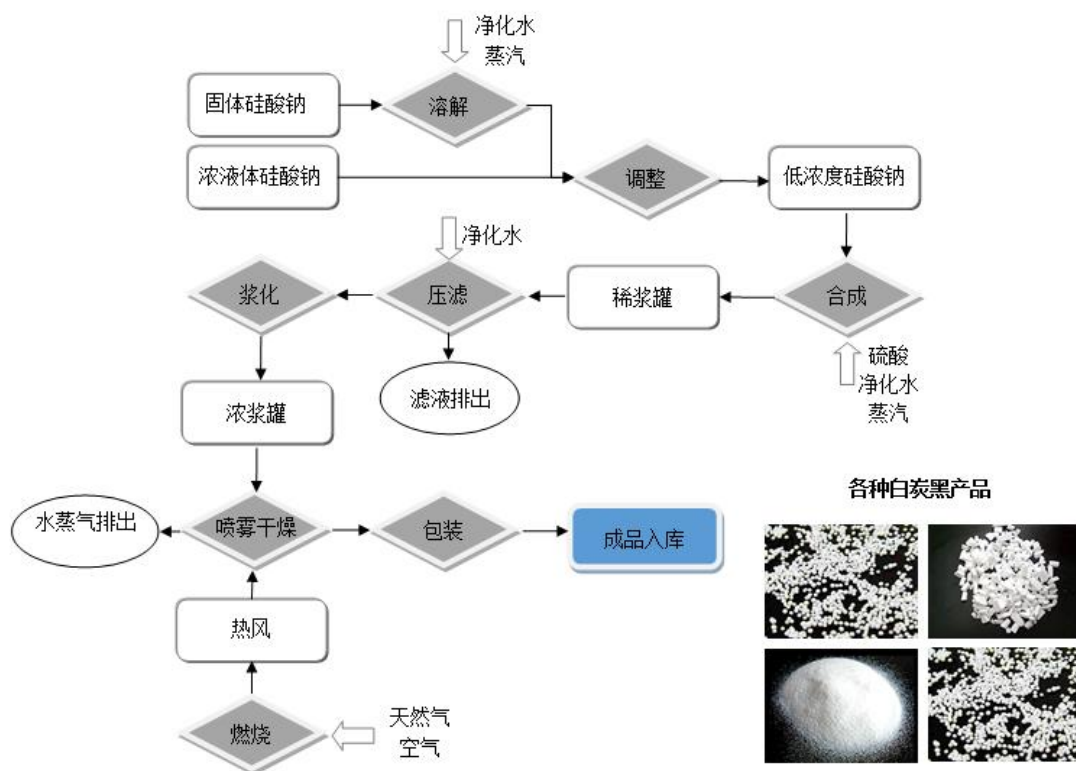 净化水
蒸汽
固体硅酸钠
溶解
浓液体硅酸钠
调整
低浓度硅酸钠
净化水
浆化
压滤
稀浆罐
合成
硫酸
净化水
蒸汽
滤液排出
浓浆罐
各种白炭黑产品
水蒸气排出
喷雾干燥
包装
成品入库
热风
燃烧
天然气
空气